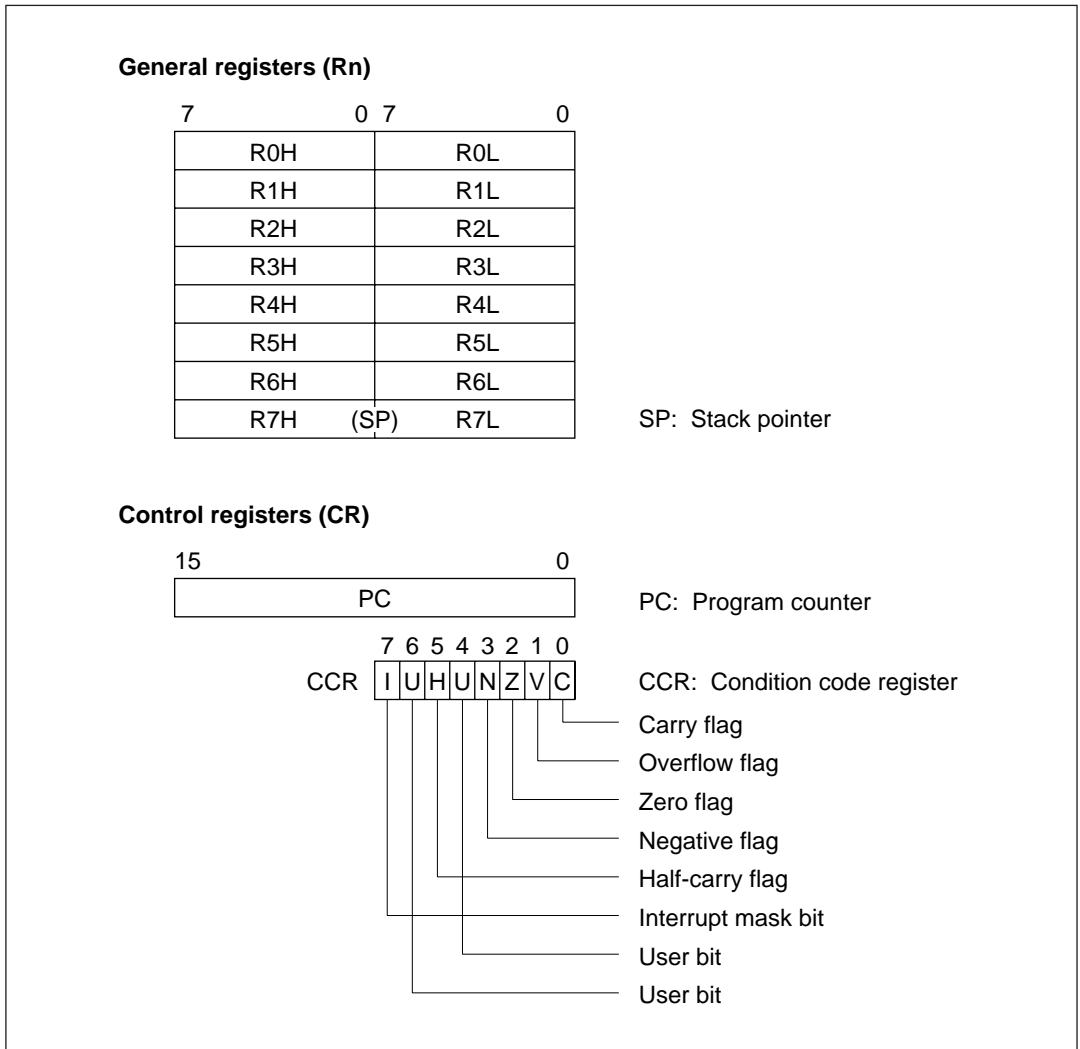 General registers (Rn)
7 0 7 0
R0H R0L
R1H R1L
R2H R2L
R3H R3L
R4H R4L
R5H R5L
R6H R6L
R7H (SP) R7L SP: Stack pointer
Control registers (CR)
15 0
PC PC: Program counter
7 6 5 4 3 2 1 0
CCR I U H U N Z V C CCR: Condition code register
Carry flag
Overflow flag
Zero flag
Negative flag
Half-carry flag
Interrupt mask bit
User bit
User bit